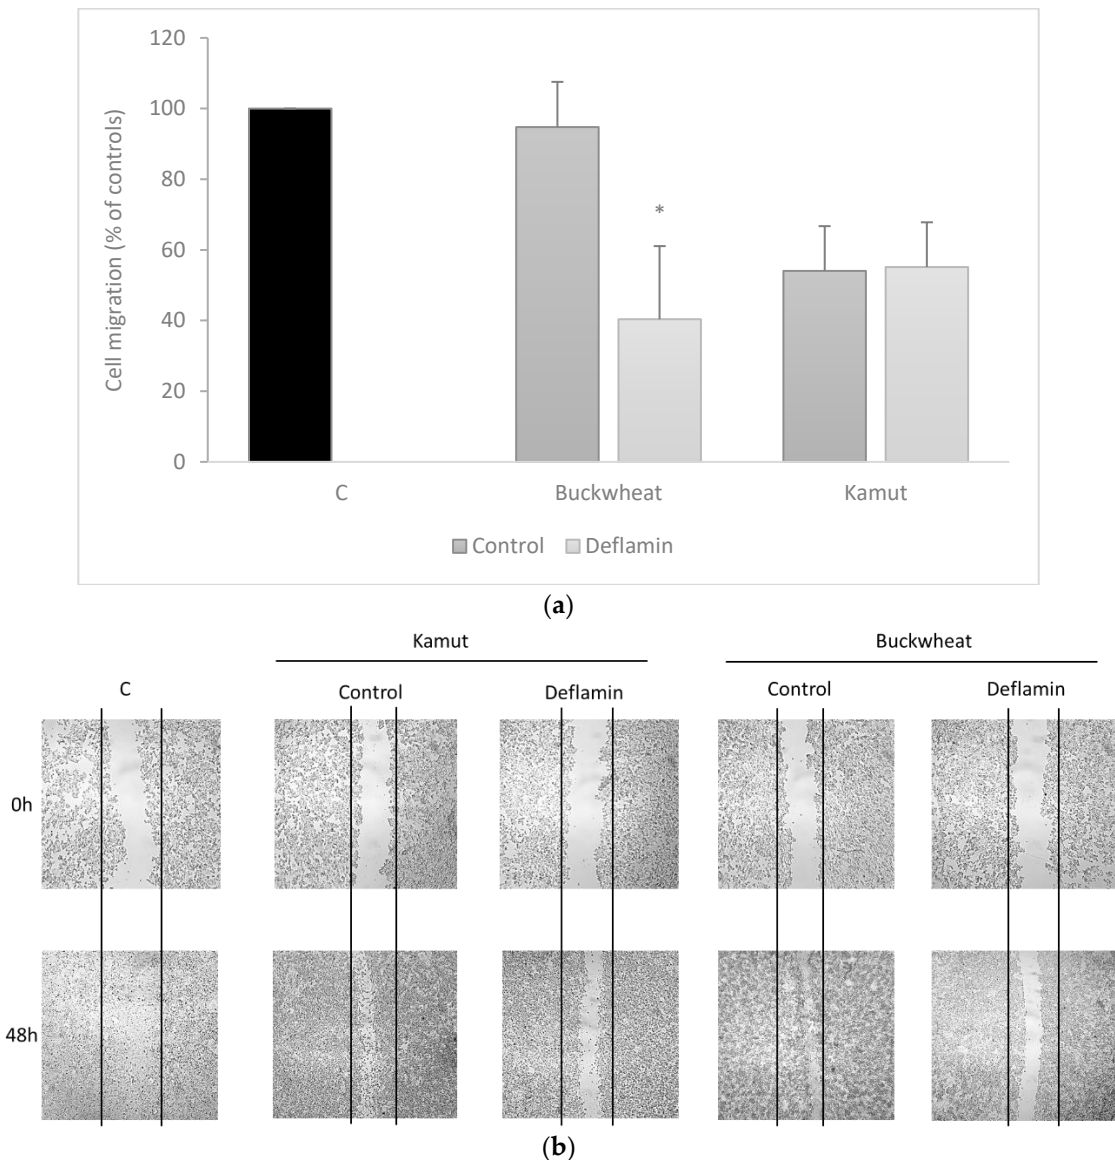 120
100
80
60
40
20
0
Cell migration (% of controls)
*
C Buckwheat Kamut
Control Deflamin
(a)
Kamut Buckwheat
C Control Deflamin Control Deflamin
0h
48h
(b)